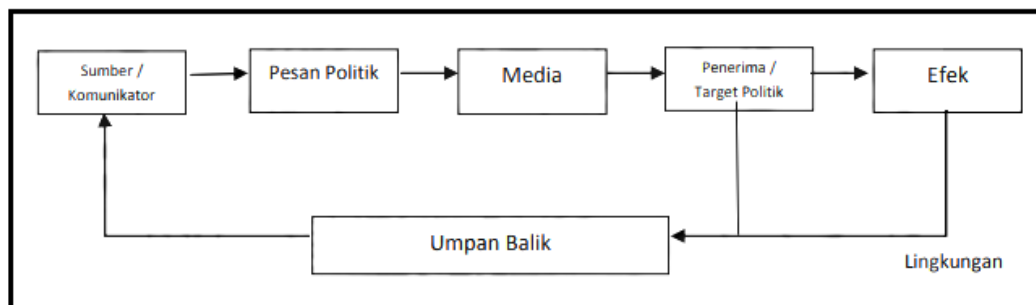 Sumber /
Komunikator
Pesan Politik
Media
Penerima /
Target Politik
Efek
Umpan Balik
Lingkungan